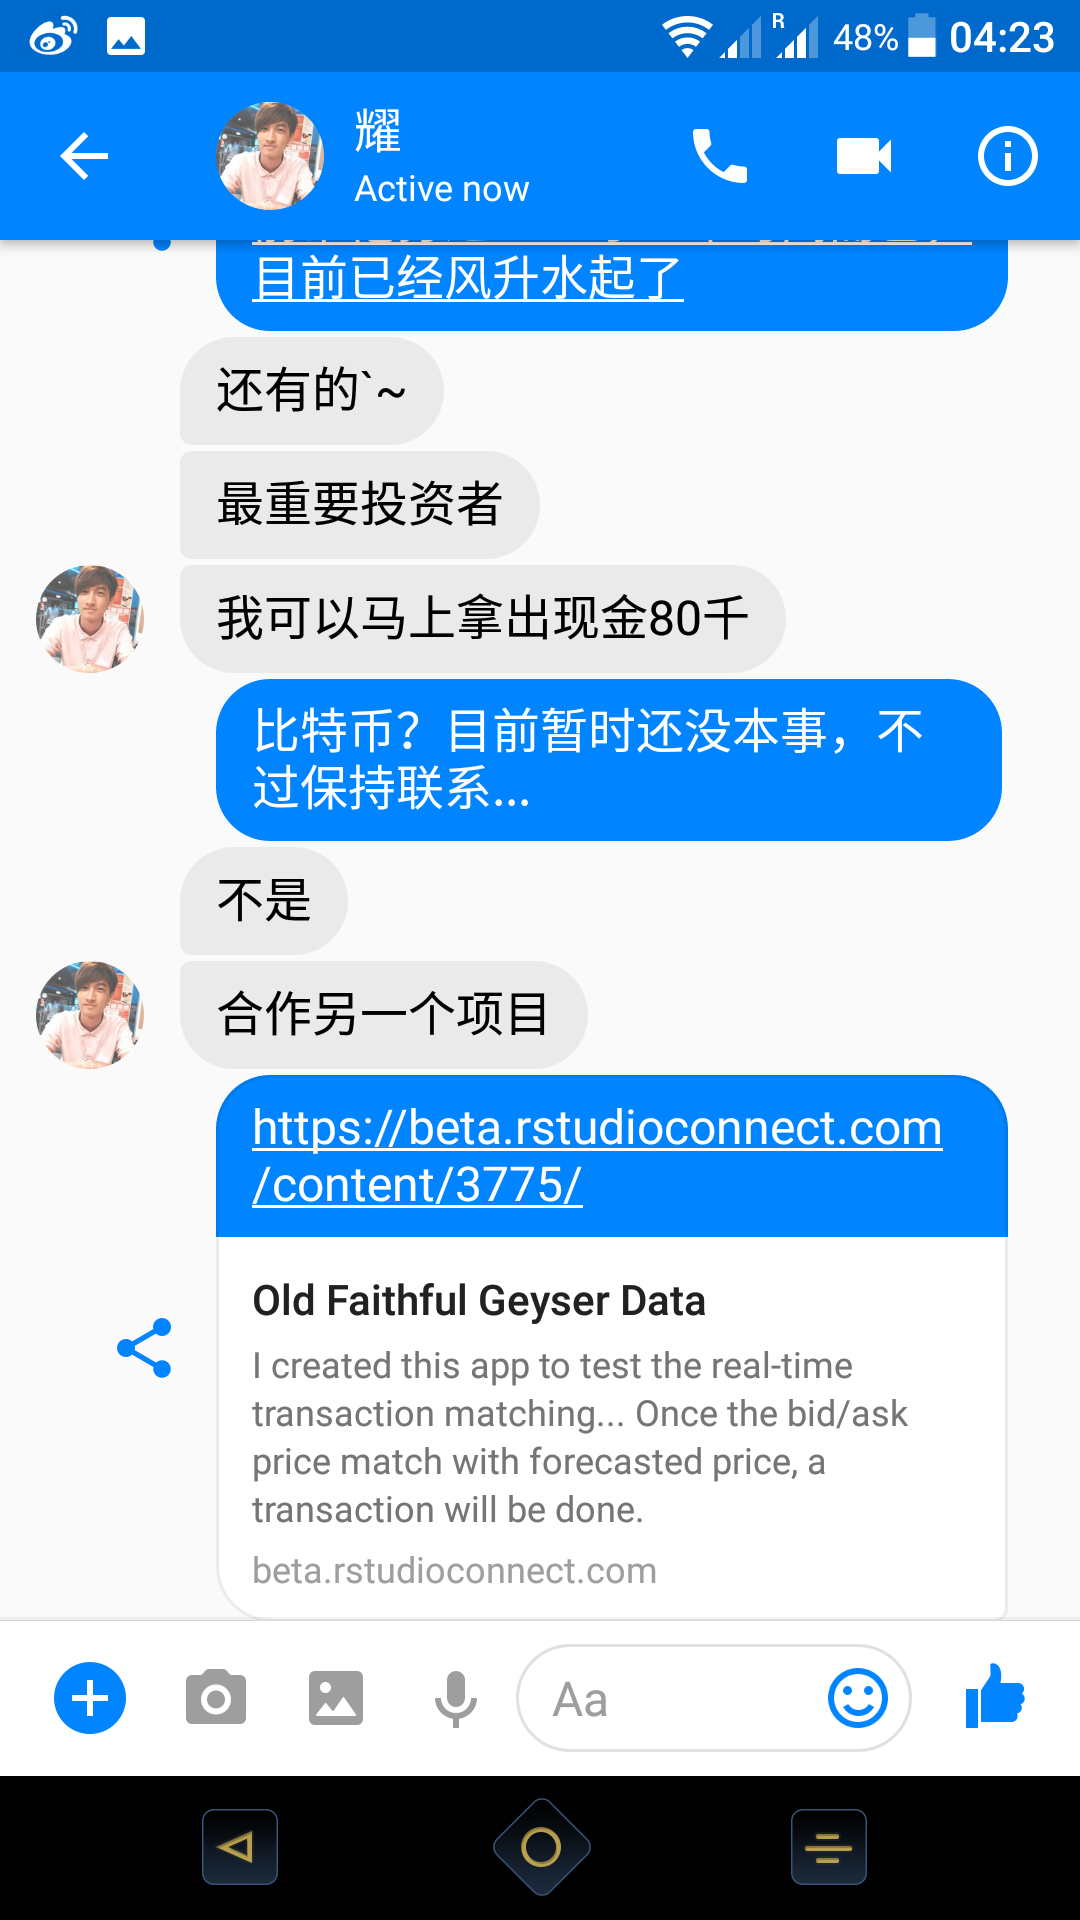 R 48% 04:23
耀
Active now
目前已经风升水起了
还有的`~
最重要投资者
我可以马上拿出现金80千
比特币？目前暂时还没本事，不
过保持联系...
不是
合作另一个项目
https://beta.rstudioconnect.com
/content/3775/
Old Faithful Geyser Data
I created this app to test the real-time
transaction matching... Once the bid/ask
price match with forecasted price, a
transaction will be done.
beta.rstudioconnect.com
Aa